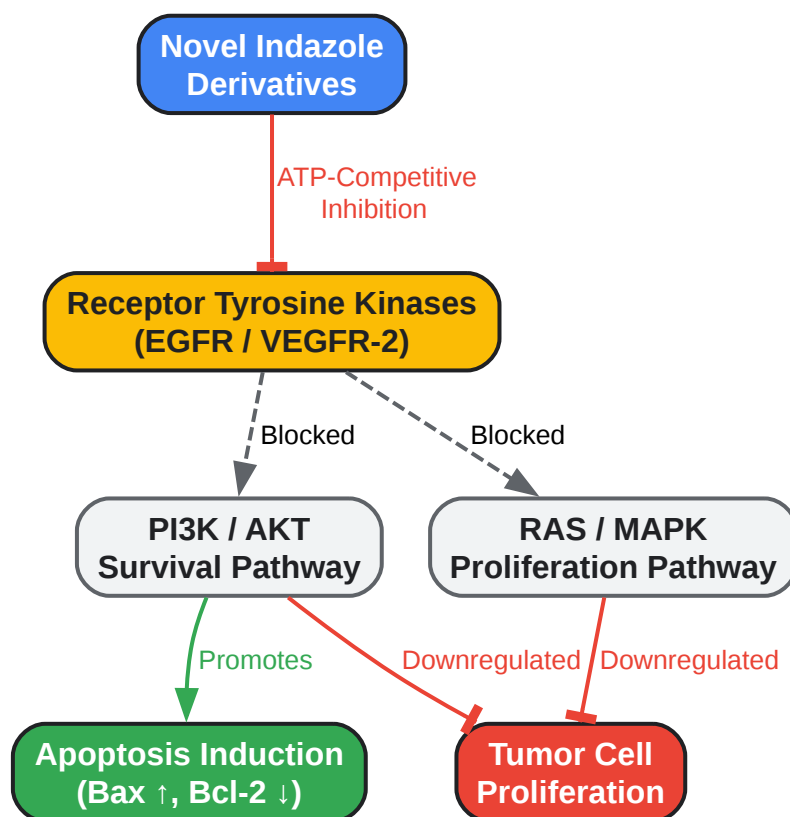 Novel Indazole
Derivatives
ATP-Competitive
Inhibition
Receptor Tyrosine Kinases
(EGFR / VEGFR-2)
Blocked
Blocked
PI3K / AKT
Survival Pathway
RAS / MAPK
Proliferation Pathway
Promotes
Downregulated
Downregulated
Apoptosis Induction
(Bax ↑, Bcl-2 ↓)
Tumor Cell
Proliferation